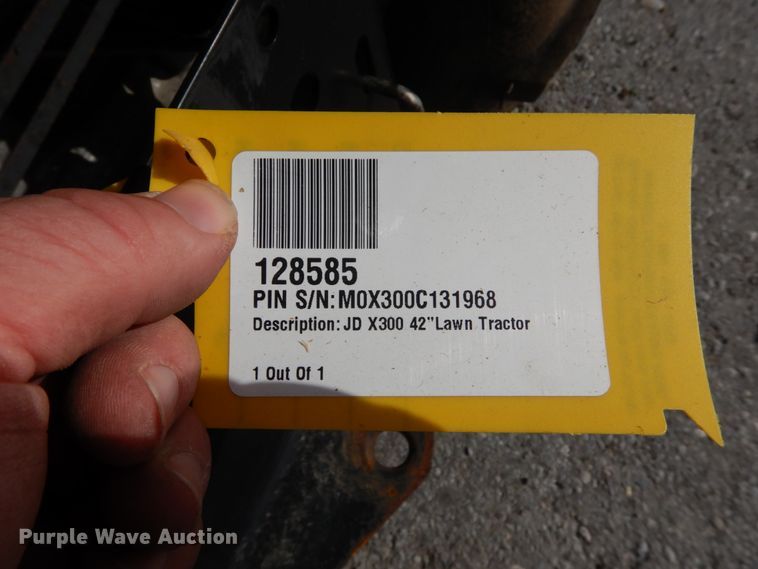 128585
PIN S/N:M0X300C131968
Description: JD X300 42"Lawn Tractor
1 Out Of 1
Purple Wave Auction